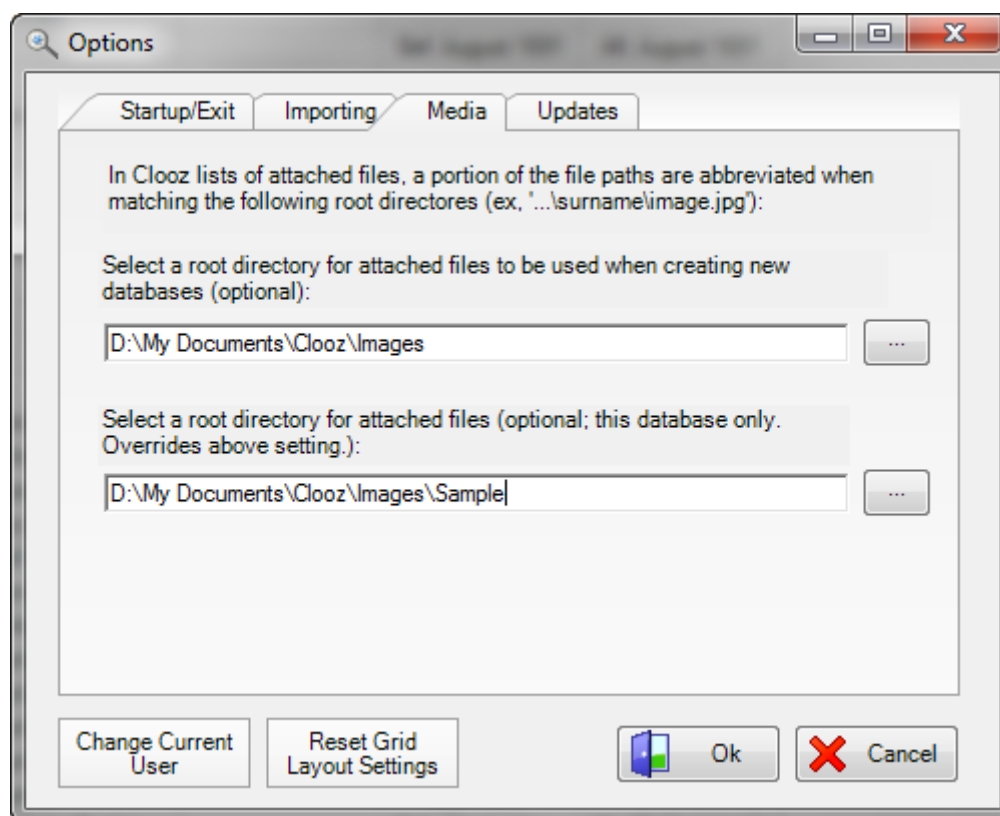 Options
Startup/Exit
Importing
Media
Updates
In Clooz lists of attached files, a portion of the file paths are abbreviated when
matching the following root directores (ex, '...\surname\image.jpg'):
Select a root directory for attached files to be used when creating new
databases (optional):
D:\My Documents\Clooz\Images
...
Select a root directory for attached files (optional; this database only.
Overrides above setting.):
D:\My Documents\Clooz\Images\Sample
...
Change Current
User
Reset Grid
Layout Settings
Ok
Cancel